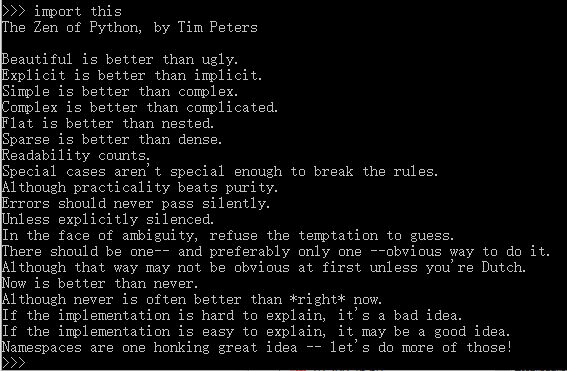 >>> import this
The Zen of Python, by Tim Peters

Beautiful is better than ugly.
Explicit is better than implicit.
Simple is better than complex.
Complex is better than complicated.
Flat is better than nested.
Sparse is better than dense.
Readability counts.
Special cases aren't special enough to break the rules.
Although practicality beats purity.
Errors should never pass silently.
Unless explicitly silenced.
In the face of ambiguity, refuse the temptation to guess.
There should be one-- and preferably only one --obvious way to do it.
Although that way may not be obvious at first unless you're Dutch.
Now is better than never.
Although never is often better than *right* now.
If the implementation is hard to explain, it's a bad idea.
If the implementation is easy to explain, it may be a good idea.
Namespaces are one honking great idea -- let's do more of those!
>>>